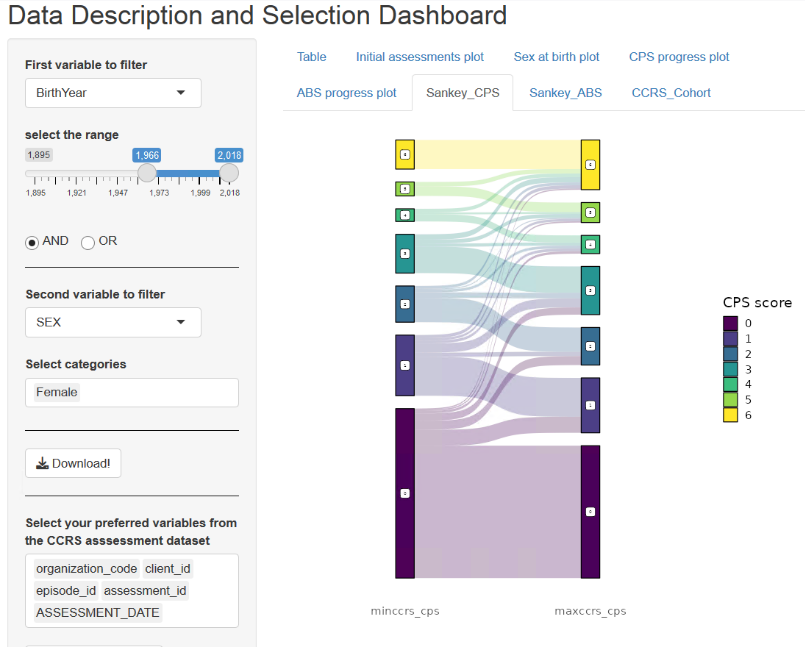 Data Description and Selection Dashboard
First variable to filter
BirthYear
select the range
1,895 1,966 2,018
1,895 1,921 1,947 1,973 1,999 2,018
AND OR
Second variable to filter
SEX
Select categories
Female
Download!
Select your preferred variables from
the CCRS asssessment dataset
organization_code client_id
episode_id assessment_id
ASSESSMENT_DATE
Table Initial assessments plot Sex at birth plot CPS progress plot
ABS progress plot Sankey_CPS Sankey_ABS CCRS_Cohort
minccrs_cps maxccrs_cps
CPS score
0
1
2
3
4
5
6